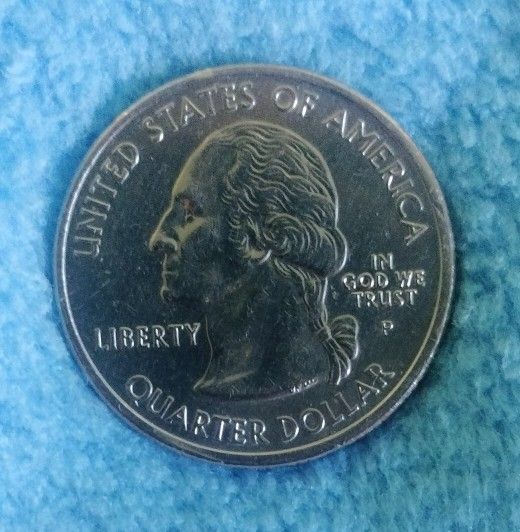 UNITED STATES OF AMERICA
LIBERTY
IN
GOD WE
TRUST
P
QUARTER DOLLAR